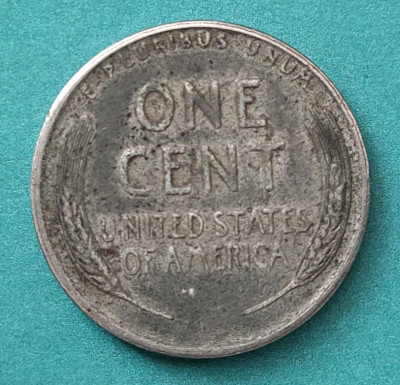 E PLURIBUS UNUM
ONE
CENT
UNITED STATES
OF AMERICA